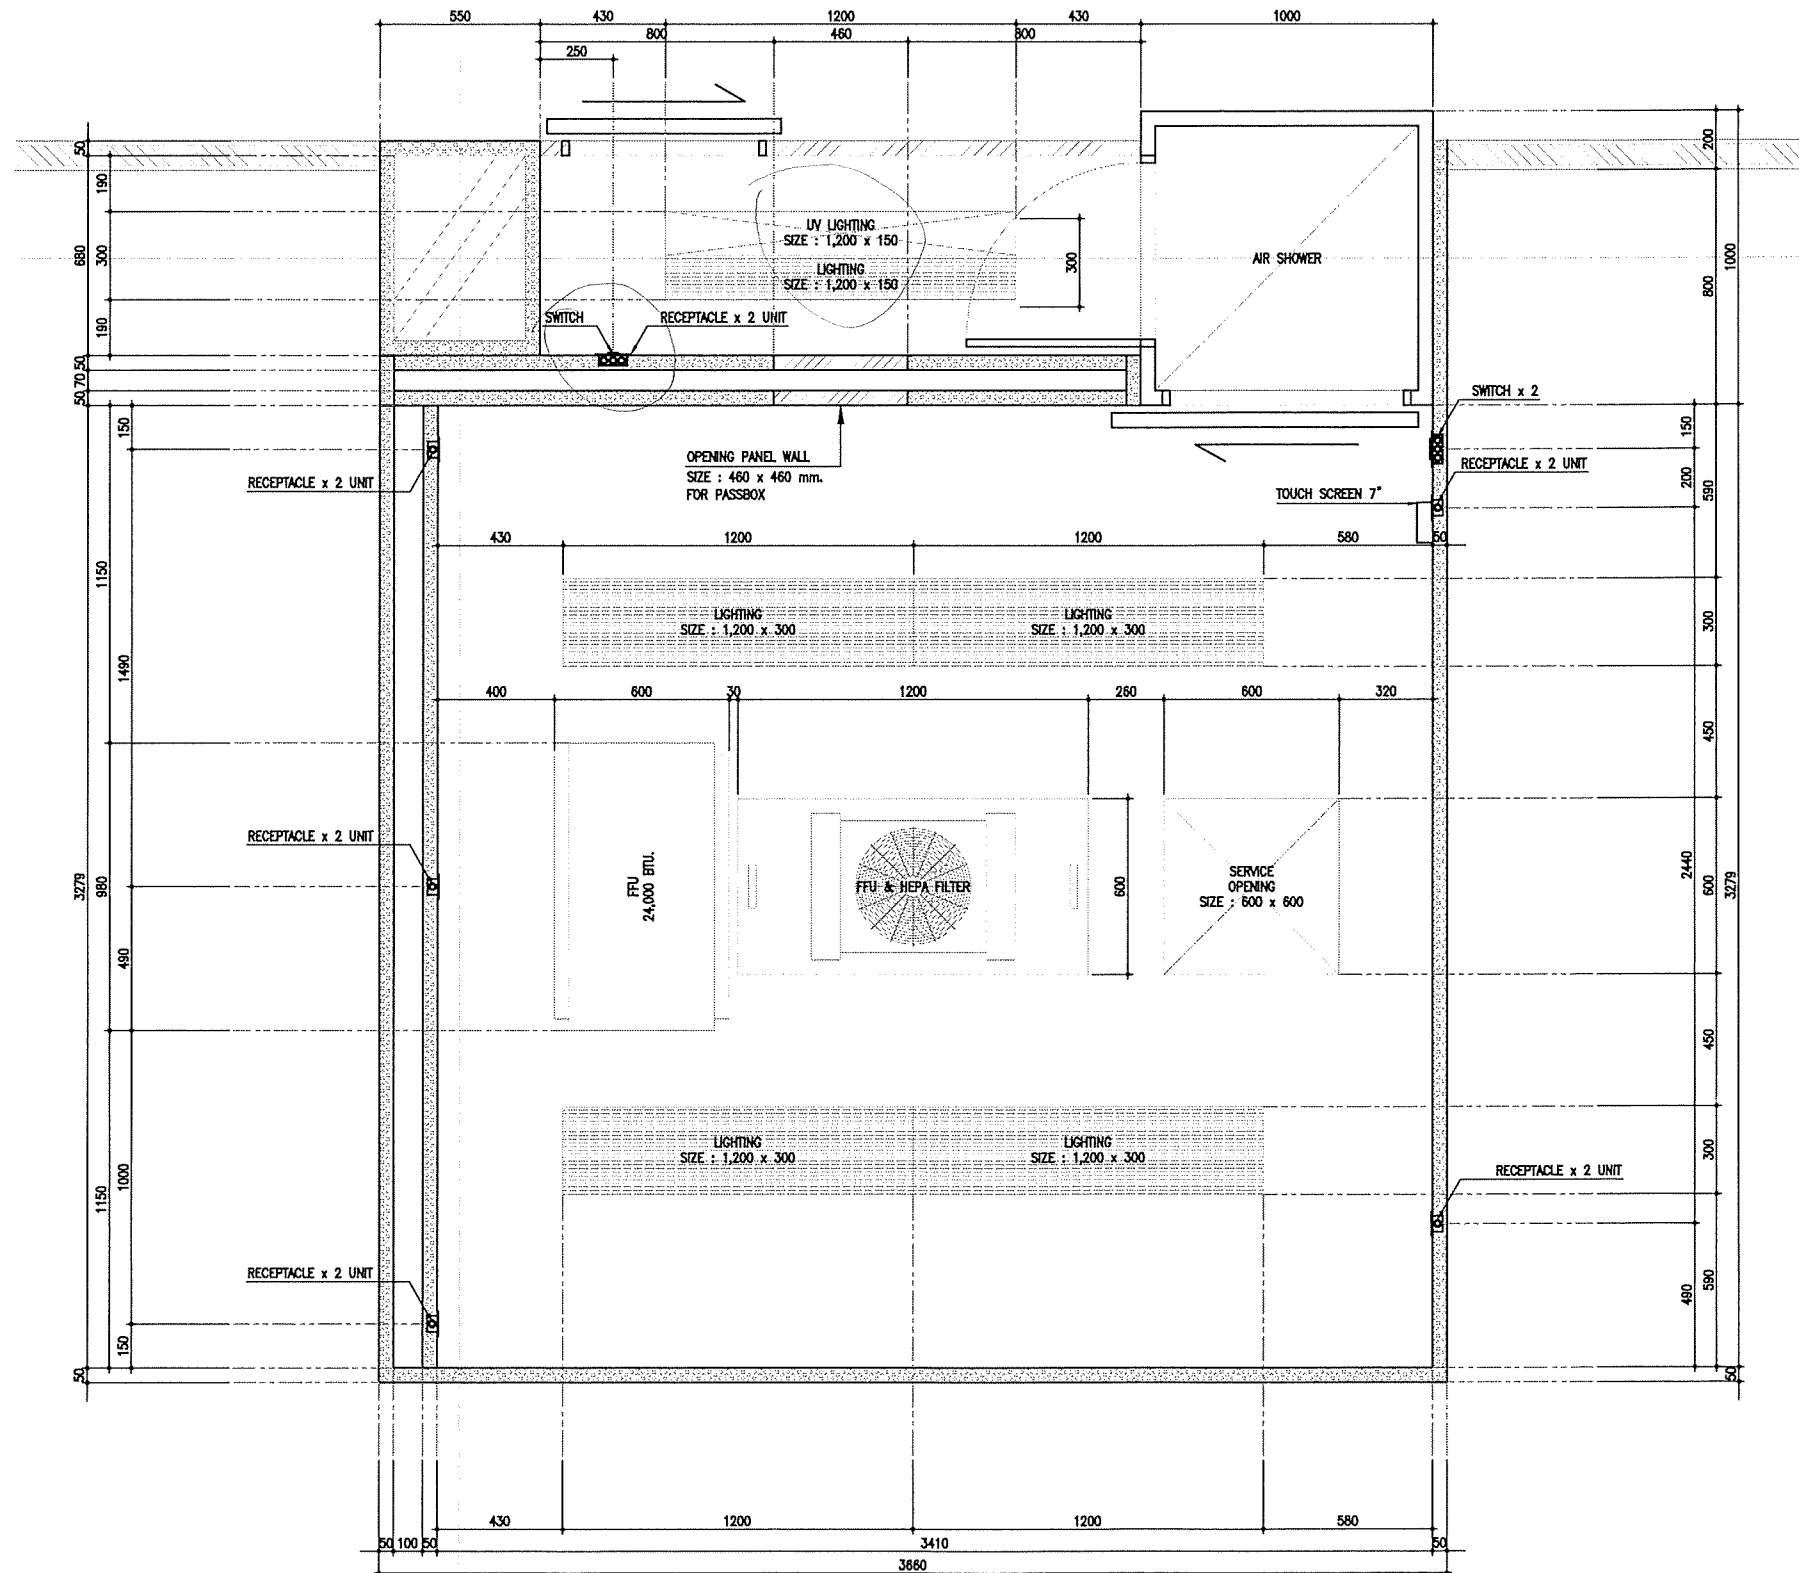 550
430
1200
430
1000
800
460
800
250
50
190
680
300
190
50
70
50
200
1000
800
UV LIGHTING
SIZE : 1,200 x 150
LIGHTING
SIZE : 1,200 x 150
300
AIR SHOWER
SWITCH
RECEPTACLE x 2 UNIT
SWITCH x 2
RECEPTACLE x 2 UNIT
TOUCH SCREEN 7"
OPENING PANEL WALL
SIZE : 460 x 460 mm.
FOR PASSBOX
RECEPTACLE x 2 UNIT
150
150
200
590
430
1200
1200
580
50
1150
1490
LIGHTING
SIZE : 1,200 x 300
LIGHTING
SIZE : 1,200 x 300
300
400
600
30
1200
260
600
320
450
RECEPTACLE x 2 UNIT
3279
980
490
FFU
24,000 BTU.
FFU & HEPA FILTER
600
SERVICE
OPENING
SIZE : 600 x 600
2440
600
3279
450
LIGHTING
SIZE : 1,200 x 300
LIGHTING
SIZE : 1,200 x 300
300
RECEPTACLE x 2 UNIT
1150
1000
RECEPTACLE x 2 UNIT
150
50
490
590
50
430
1200
1200
580
50
100
50
3410
50
3660